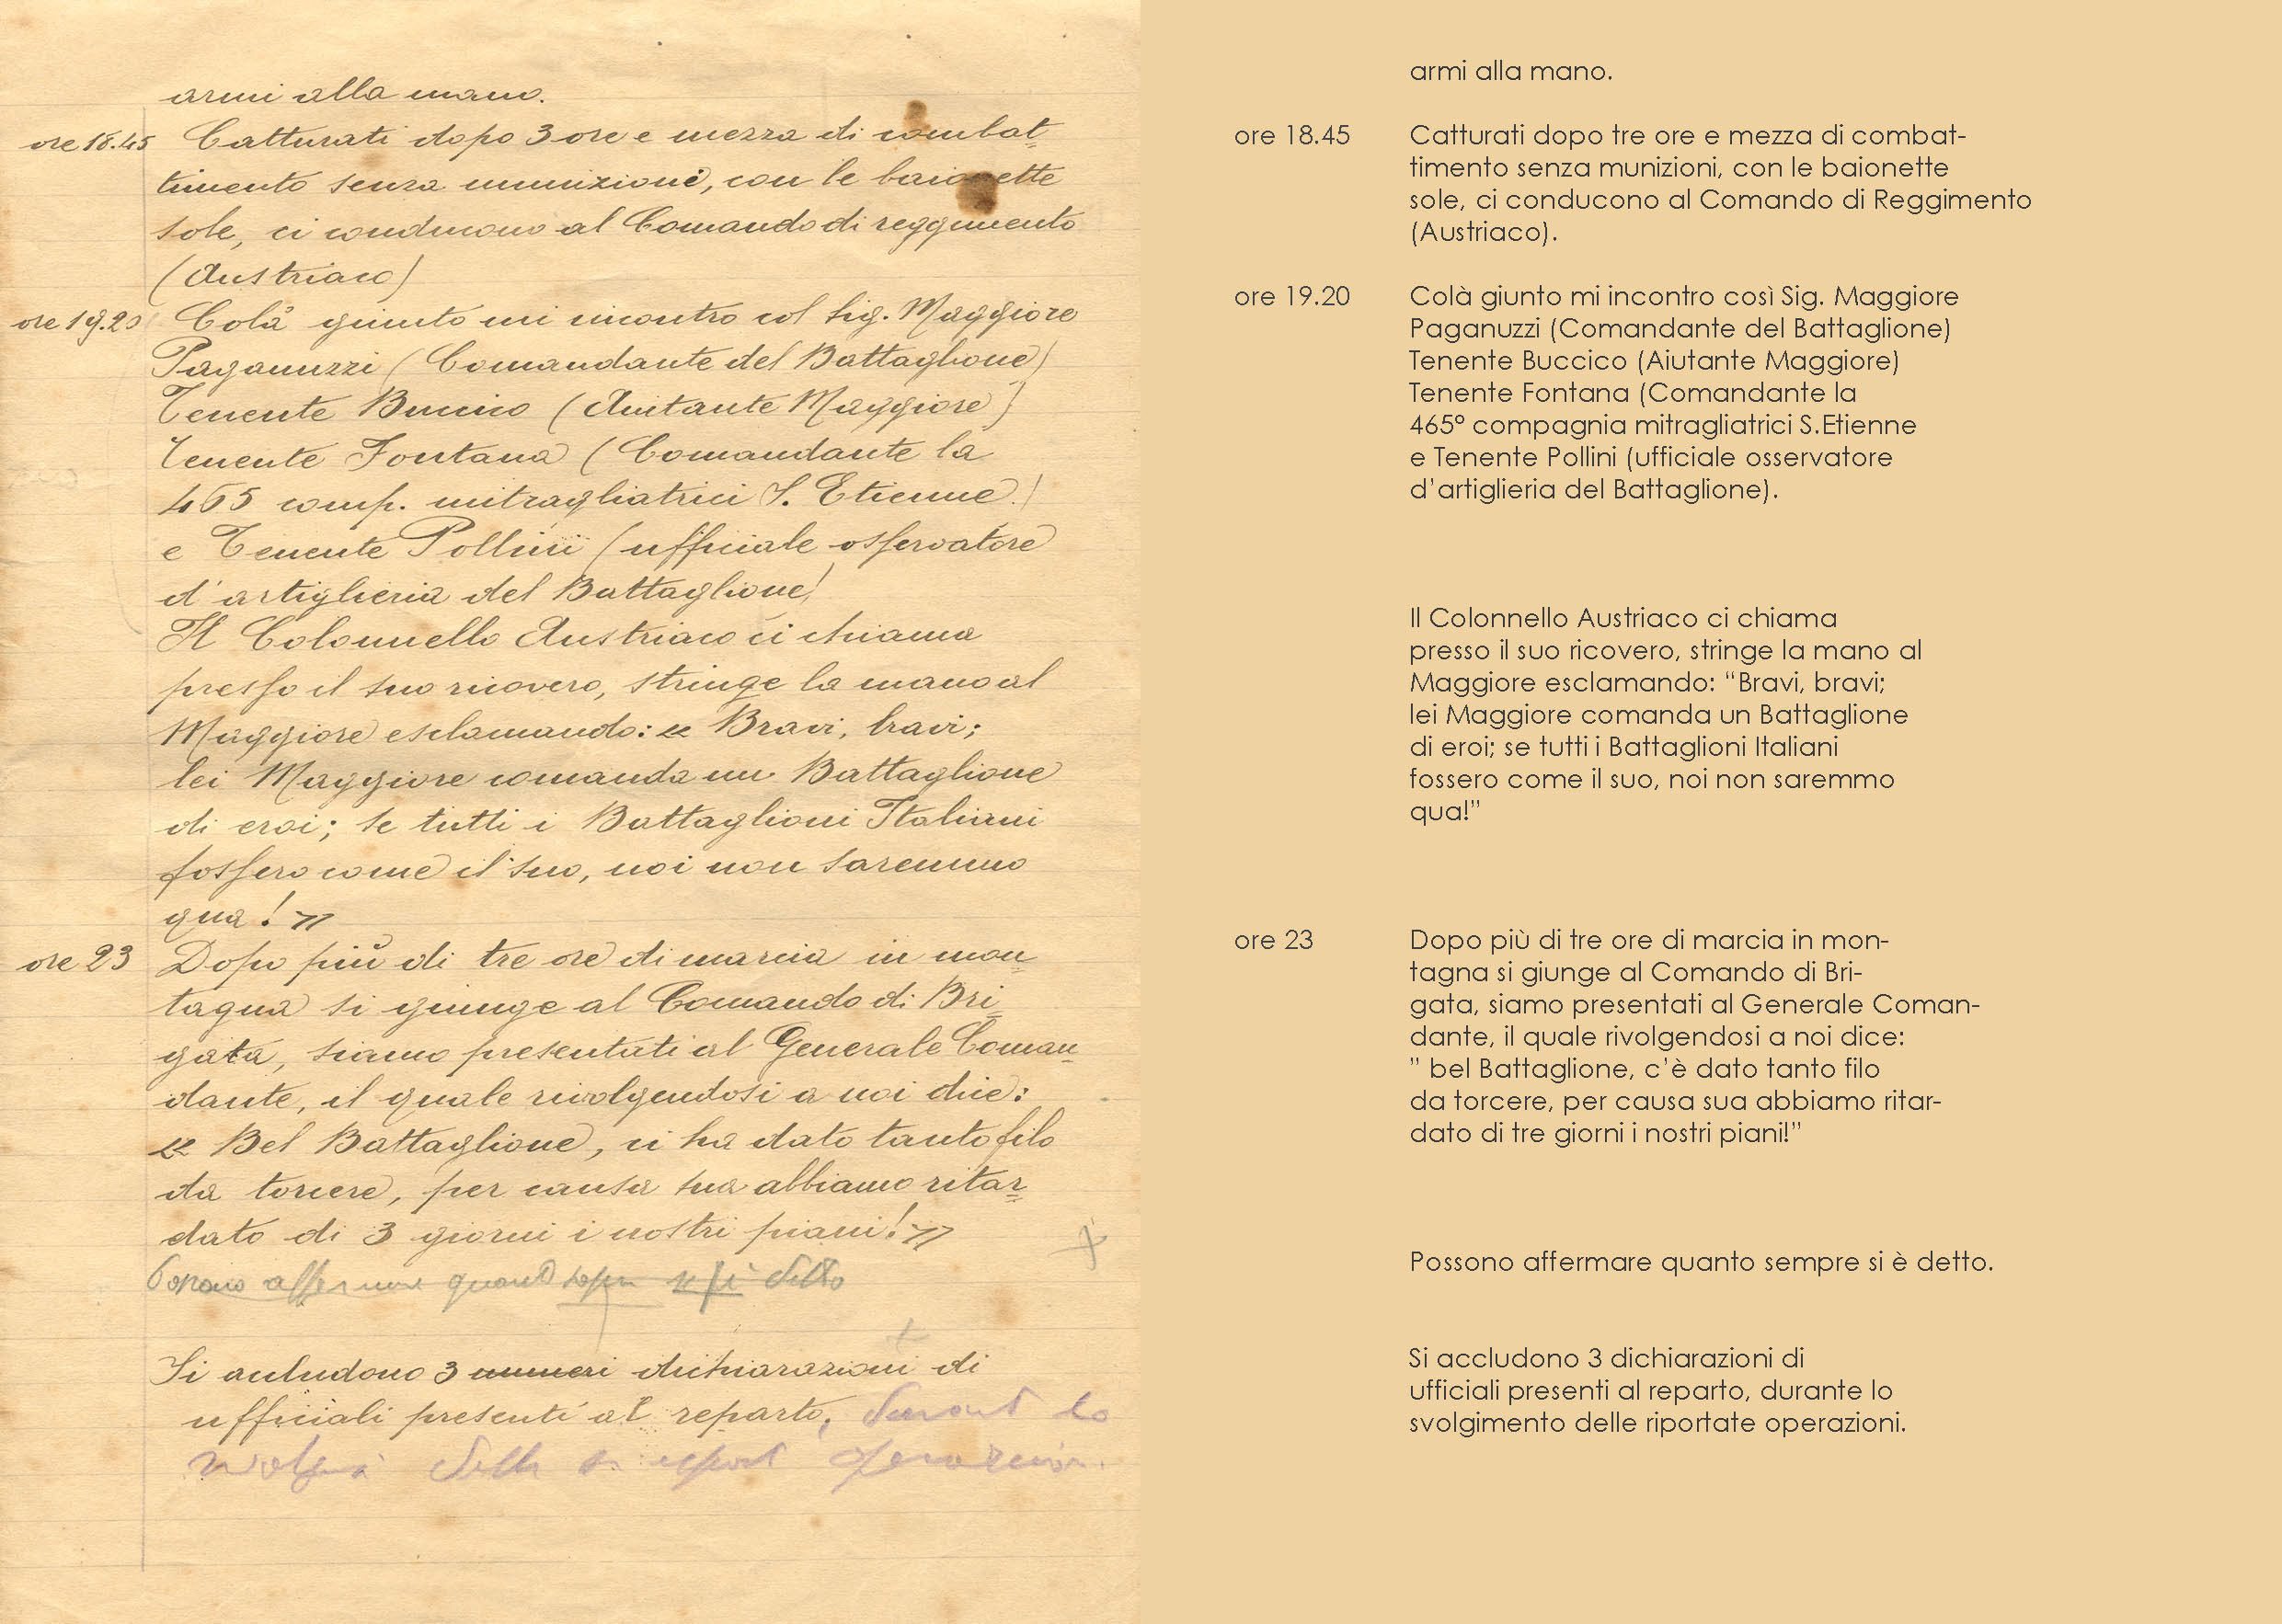 armi alla mano.
ore 18.45 Catturati dopo 3 ore e mezza di combat=
timento senza munizioni, con le baionette
sole, ci conducono al Comando di reggimento
(Austriaco)
ore 19.20 Colà giunto mi incontro col Sig. Maggiore
Paganuzzi (Comandante del Battaglione)
Tenente Buccico (Aiutante Maggiore)
Tenente Fontana (Comandante la
465 comp. mitragliatrici S. Etienne)
e Tenente Pollini (ufficiale osservatore
d'artiglieria del Battaglione)
Il Colonnello Austriaco ci chiama
presso il suo ricovero, stringe la mano al
Maggiore esclamando: « Bravi, bravi;
lei Maggiore comanda un Battaglione
di eroi; se tutti i Battaglioni Italiani
fossero come il suo, noi non saremmo
qua! »
ore 23 Dopo più di tre ore di marcia in mon=
tagna si giunge al Comando di Bri=
gata, siamo presentati al Generale Coman=
dante, il quale rivolgendosi a noi dice:
« Bel Battaglione, ci ha dato tanto filo
da torcere, per causa sua abbiamo ritar=
dato di 3 giorni i nostri piani! »
affermare quanto sopra detto
Si accludono 3 numeri dichiarazioni di
ufficiali presenti al reparto, durante lo
delle operazioni.
armi alla mano.
ore 18.45 Catturati dopo tre ore e mezza di combat-
timento senza munizioni, con le baionette
sole, ci conducono al Comando di Reggimento
(Austriaco).
ore 19.20 Colà giunto mi incontro così Sig. Maggiore
Paganuzzi (Comandante del Battaglione)
Tenente Buccico (Aiutante Maggiore)
Tenente Fontana (Comandante la
465° compagnia mitragliatrici S.Etienne
e Tenente Pollini (ufficiale osservatore
d'artiglieria del Battaglione).
Il Colonnello Austriaco ci chiama
presso il suo ricovero, stringe la mano al
Maggiore esclamando: “Bravi, bravi;
lei Maggiore comanda un Battaglione
di eroi; se tutti i Battaglioni Italiani
fossero come il suo, noi non saremmo
qua!”
ore 23 Dopo più di tre ore di marcia in mon-
tagna si giunge al Comando di Bri-
gata, siamo presentati al Generale Coman-
dante, il quale rivolgendosi a noi dice:
” bel Battaglione, c'è dato tanto filo
da torcere, per causa sua abbiamo ritar-
dato di tre giorni i nostri piani!”
Possono affermare quanto sempre si è detto.
Si accludono 3 dichiarazioni di
ufficiali presenti al reparto, durante lo
svolgimento delle riportate operazioni.